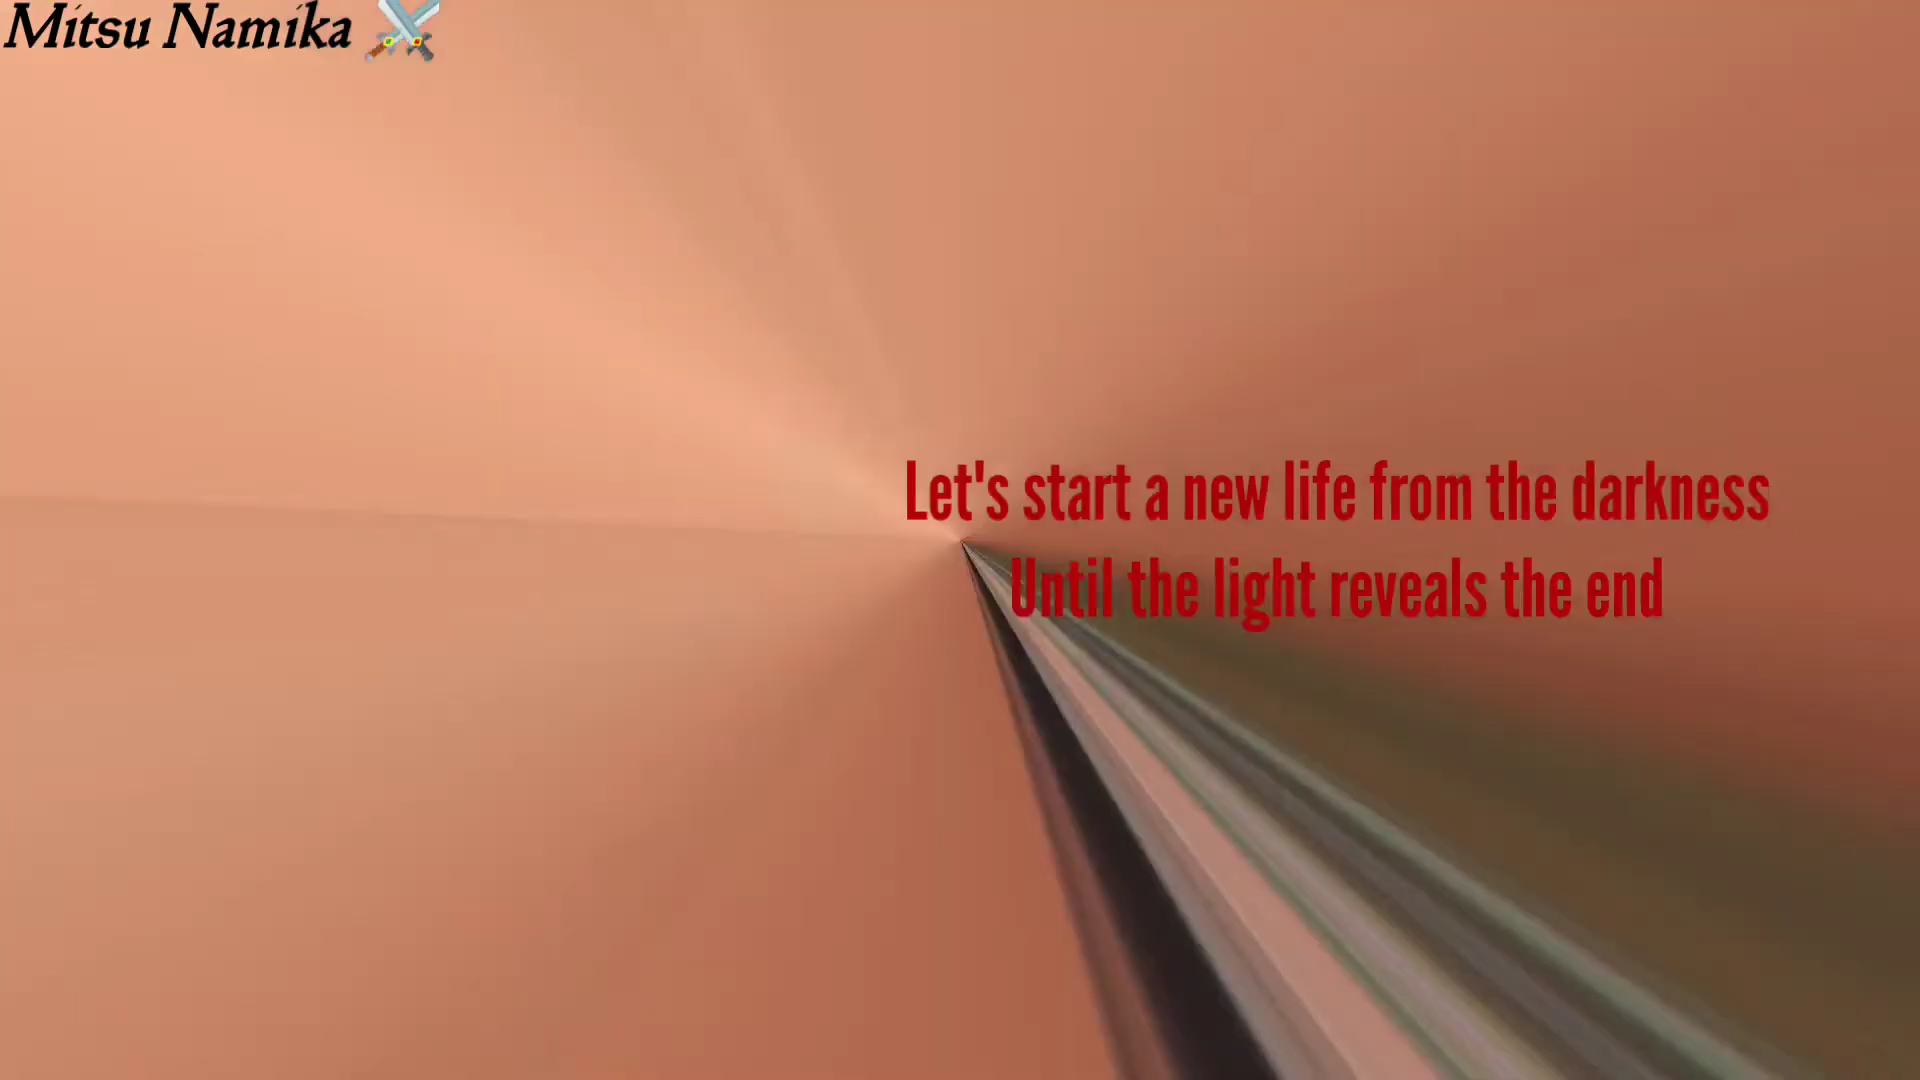 Mitsu Namika ⚔️
Let's start a new life from the darkness
Until the light reveals the end